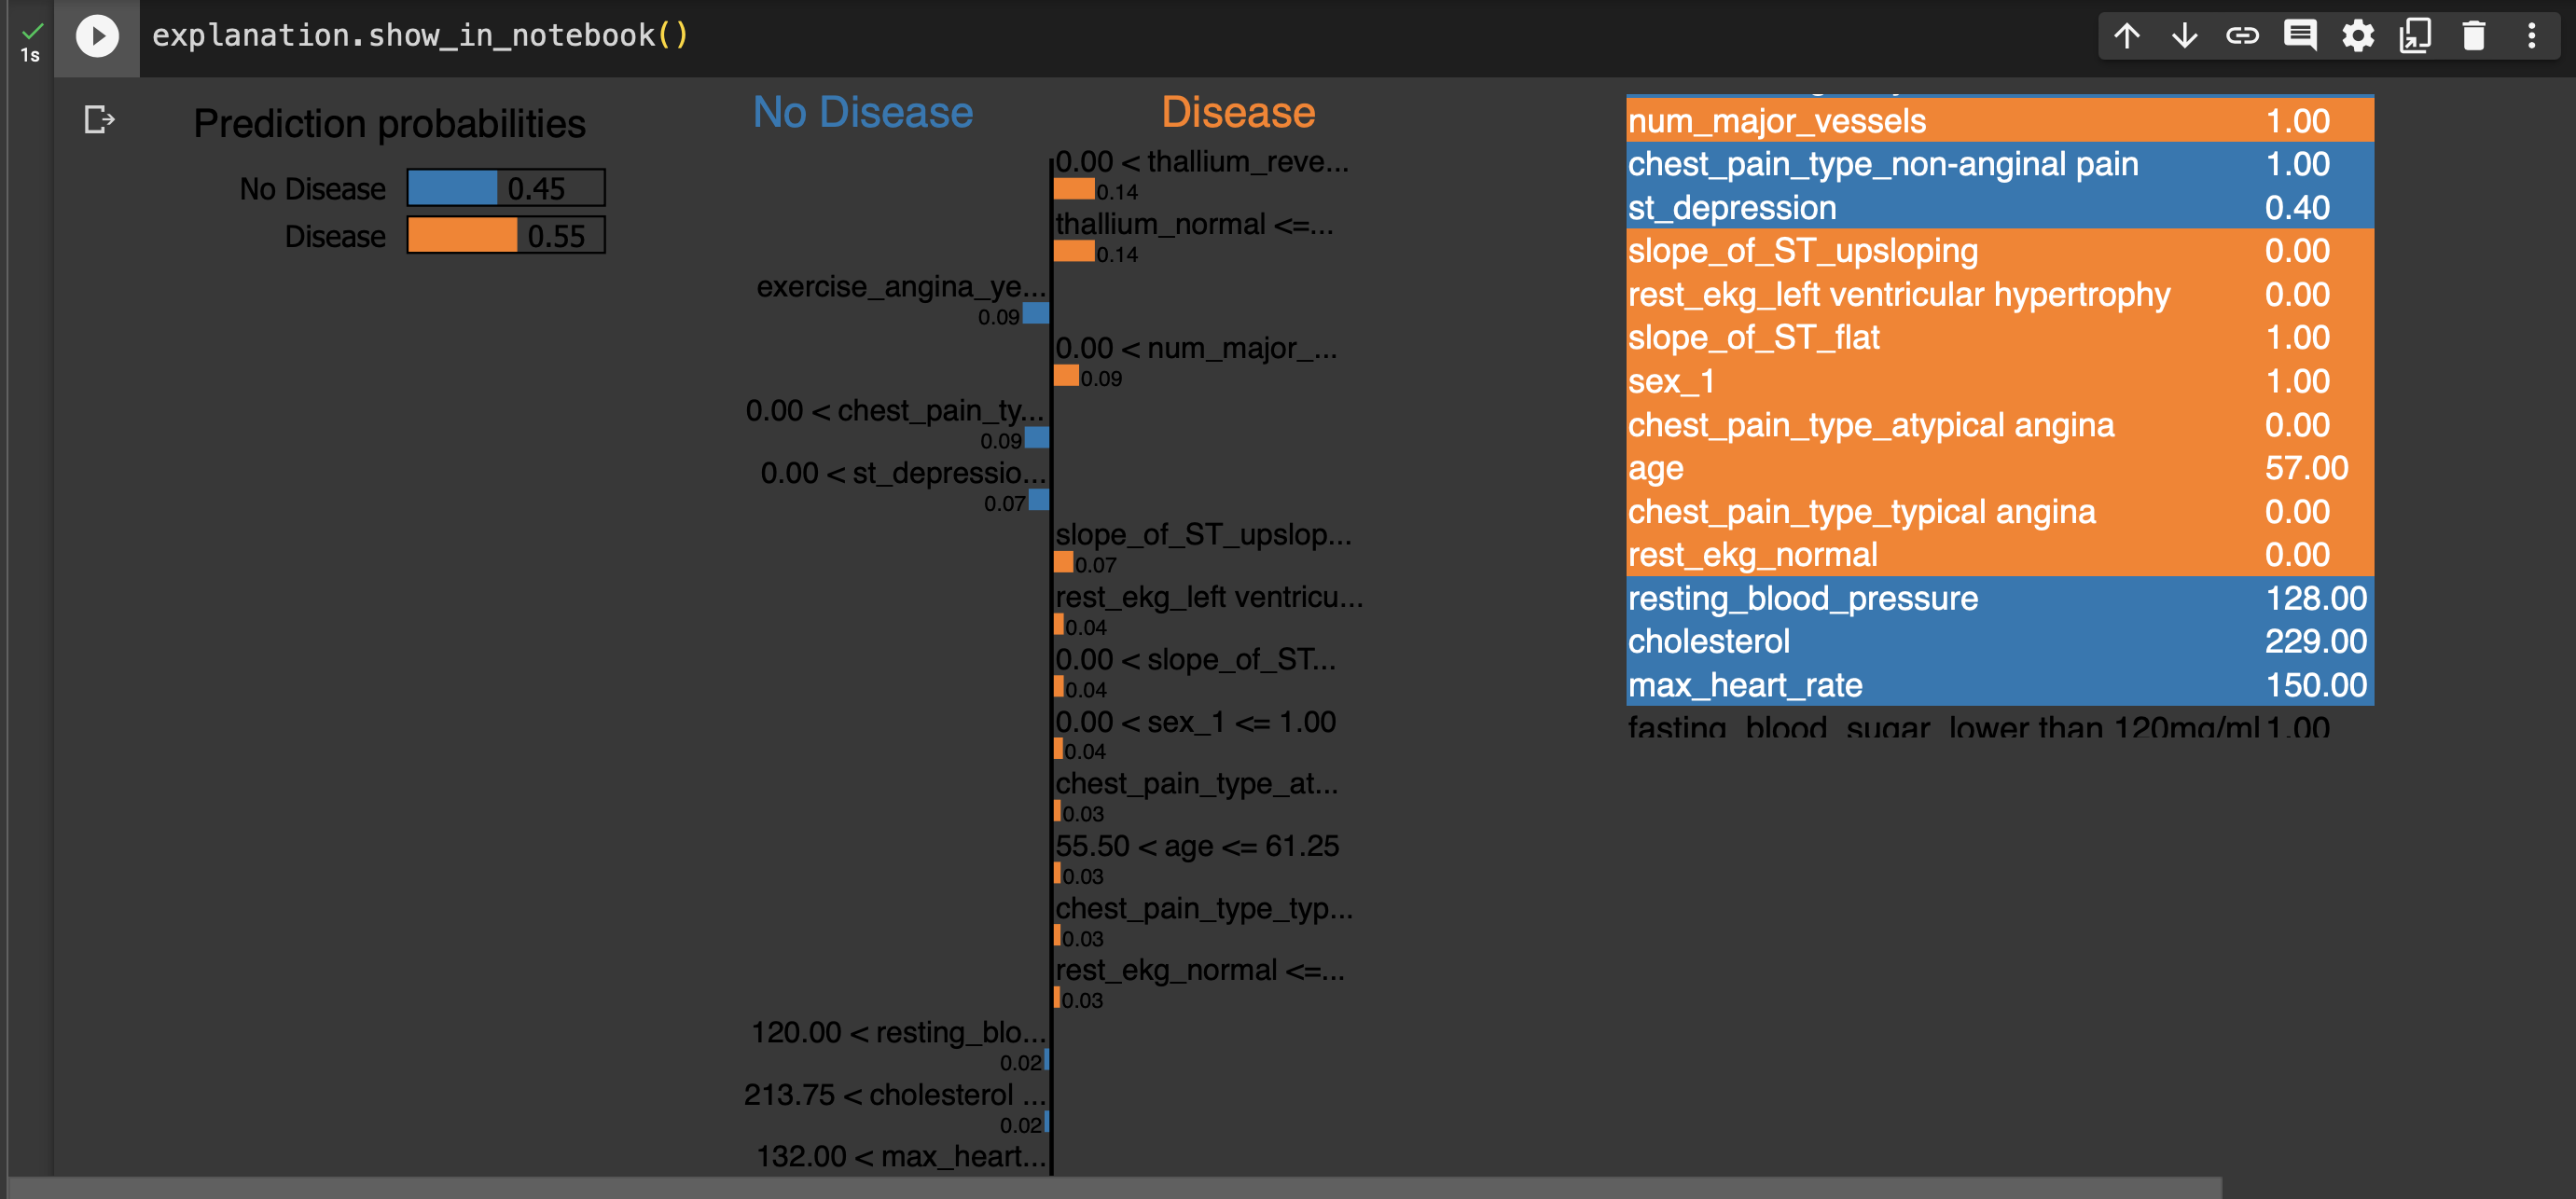 explanation.show_in_notebook()
1s
Prediction probabilities
No Disease 0.45
Disease 0.55
No Disease Disease
0.00 < thallium_reve...
0.14
thallium_normal <=...
0.14
exercise_angina_ye...
0.09
0.00 < num_major_...
0.09
0.00 < chest_pain_ty...
0.09
0.00 < st_depressio...
0.07
slope_of_ST_upslop...
0.07
rest_ekg_left ventricu...
0.04
0.00 < slope_of_ST...
0.04
0.00 < sex_1 <= 1.00
0.04
chest_pain_type_at...
0.03
55.50 < age <= 61.25
0.03
chest_pain_type_typ...
0.03
rest_ekg_normal <=...
0.03
120.00 < resting_blo...
0.02
213.75 < cholesterol ...
0.02
132.00 < max_heart...
num_major_vessels 1.00
chest_pain_type_non-anginal pain 1.00
st_depression 0.40
slope_of_ST_upsloping 0.00
rest_ekg_left ventricular hypertrophy 0.00
slope_of_ST_flat 1.00
sex_1 1.00
chest_pain_type_atypical angina 0.00
age 57.00
chest_pain_type_typical angina 0.00
rest_ekg_normal 0.00
resting_blood_pressure 128.00
cholesterol 229.00
max_heart_rate 150.00
fasting_blood_sugar_lower than 120mg/ml 1.00